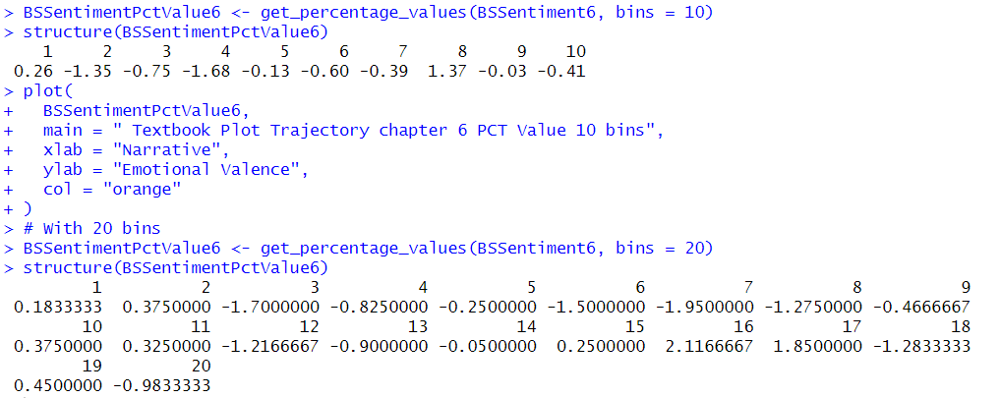 > BSSentimentPctValue6 <- get_percentage_values(BSSentiment6, bins = 10)
> structure(BSSentimentPctValue6)
    1     2     3     4     5     6     7     8     9    10
 0.26 -1.35 -0.75 -1.68 -0.13 -0.60 -0.39  1.37 -0.03 -0.41
> plot(
+   BSSentimentPctValue6,
+   main = " Textbook Plot Trajectory chapter 6 PCT Value 10 bins",
+   xlab = "Narrative",
+   ylab = "Emotional Valence",
+   col = "orange"
+ )
> # With 20 bins
> BSSentimentPctValue6 <- get_percentage_values(BSSentiment6, bins = 20)
> structure(BSSentimentPctValue6)
         1          2          3          4          5          6          7          8          9
 0.1833333  0.3750000 -1.7000000 -0.8250000 -0.2500000 -1.5000000 -1.9500000 -1.2750000 -0.4666667
        10         11         12         13         14         15         16         17         18
 0.3750000  0.3250000 -1.2166667 -0.9000000 -0.0500000  0.2500000  2.1166667  1.8500000 -1.2833333
        19         20
 0.4500000 -0.9833333